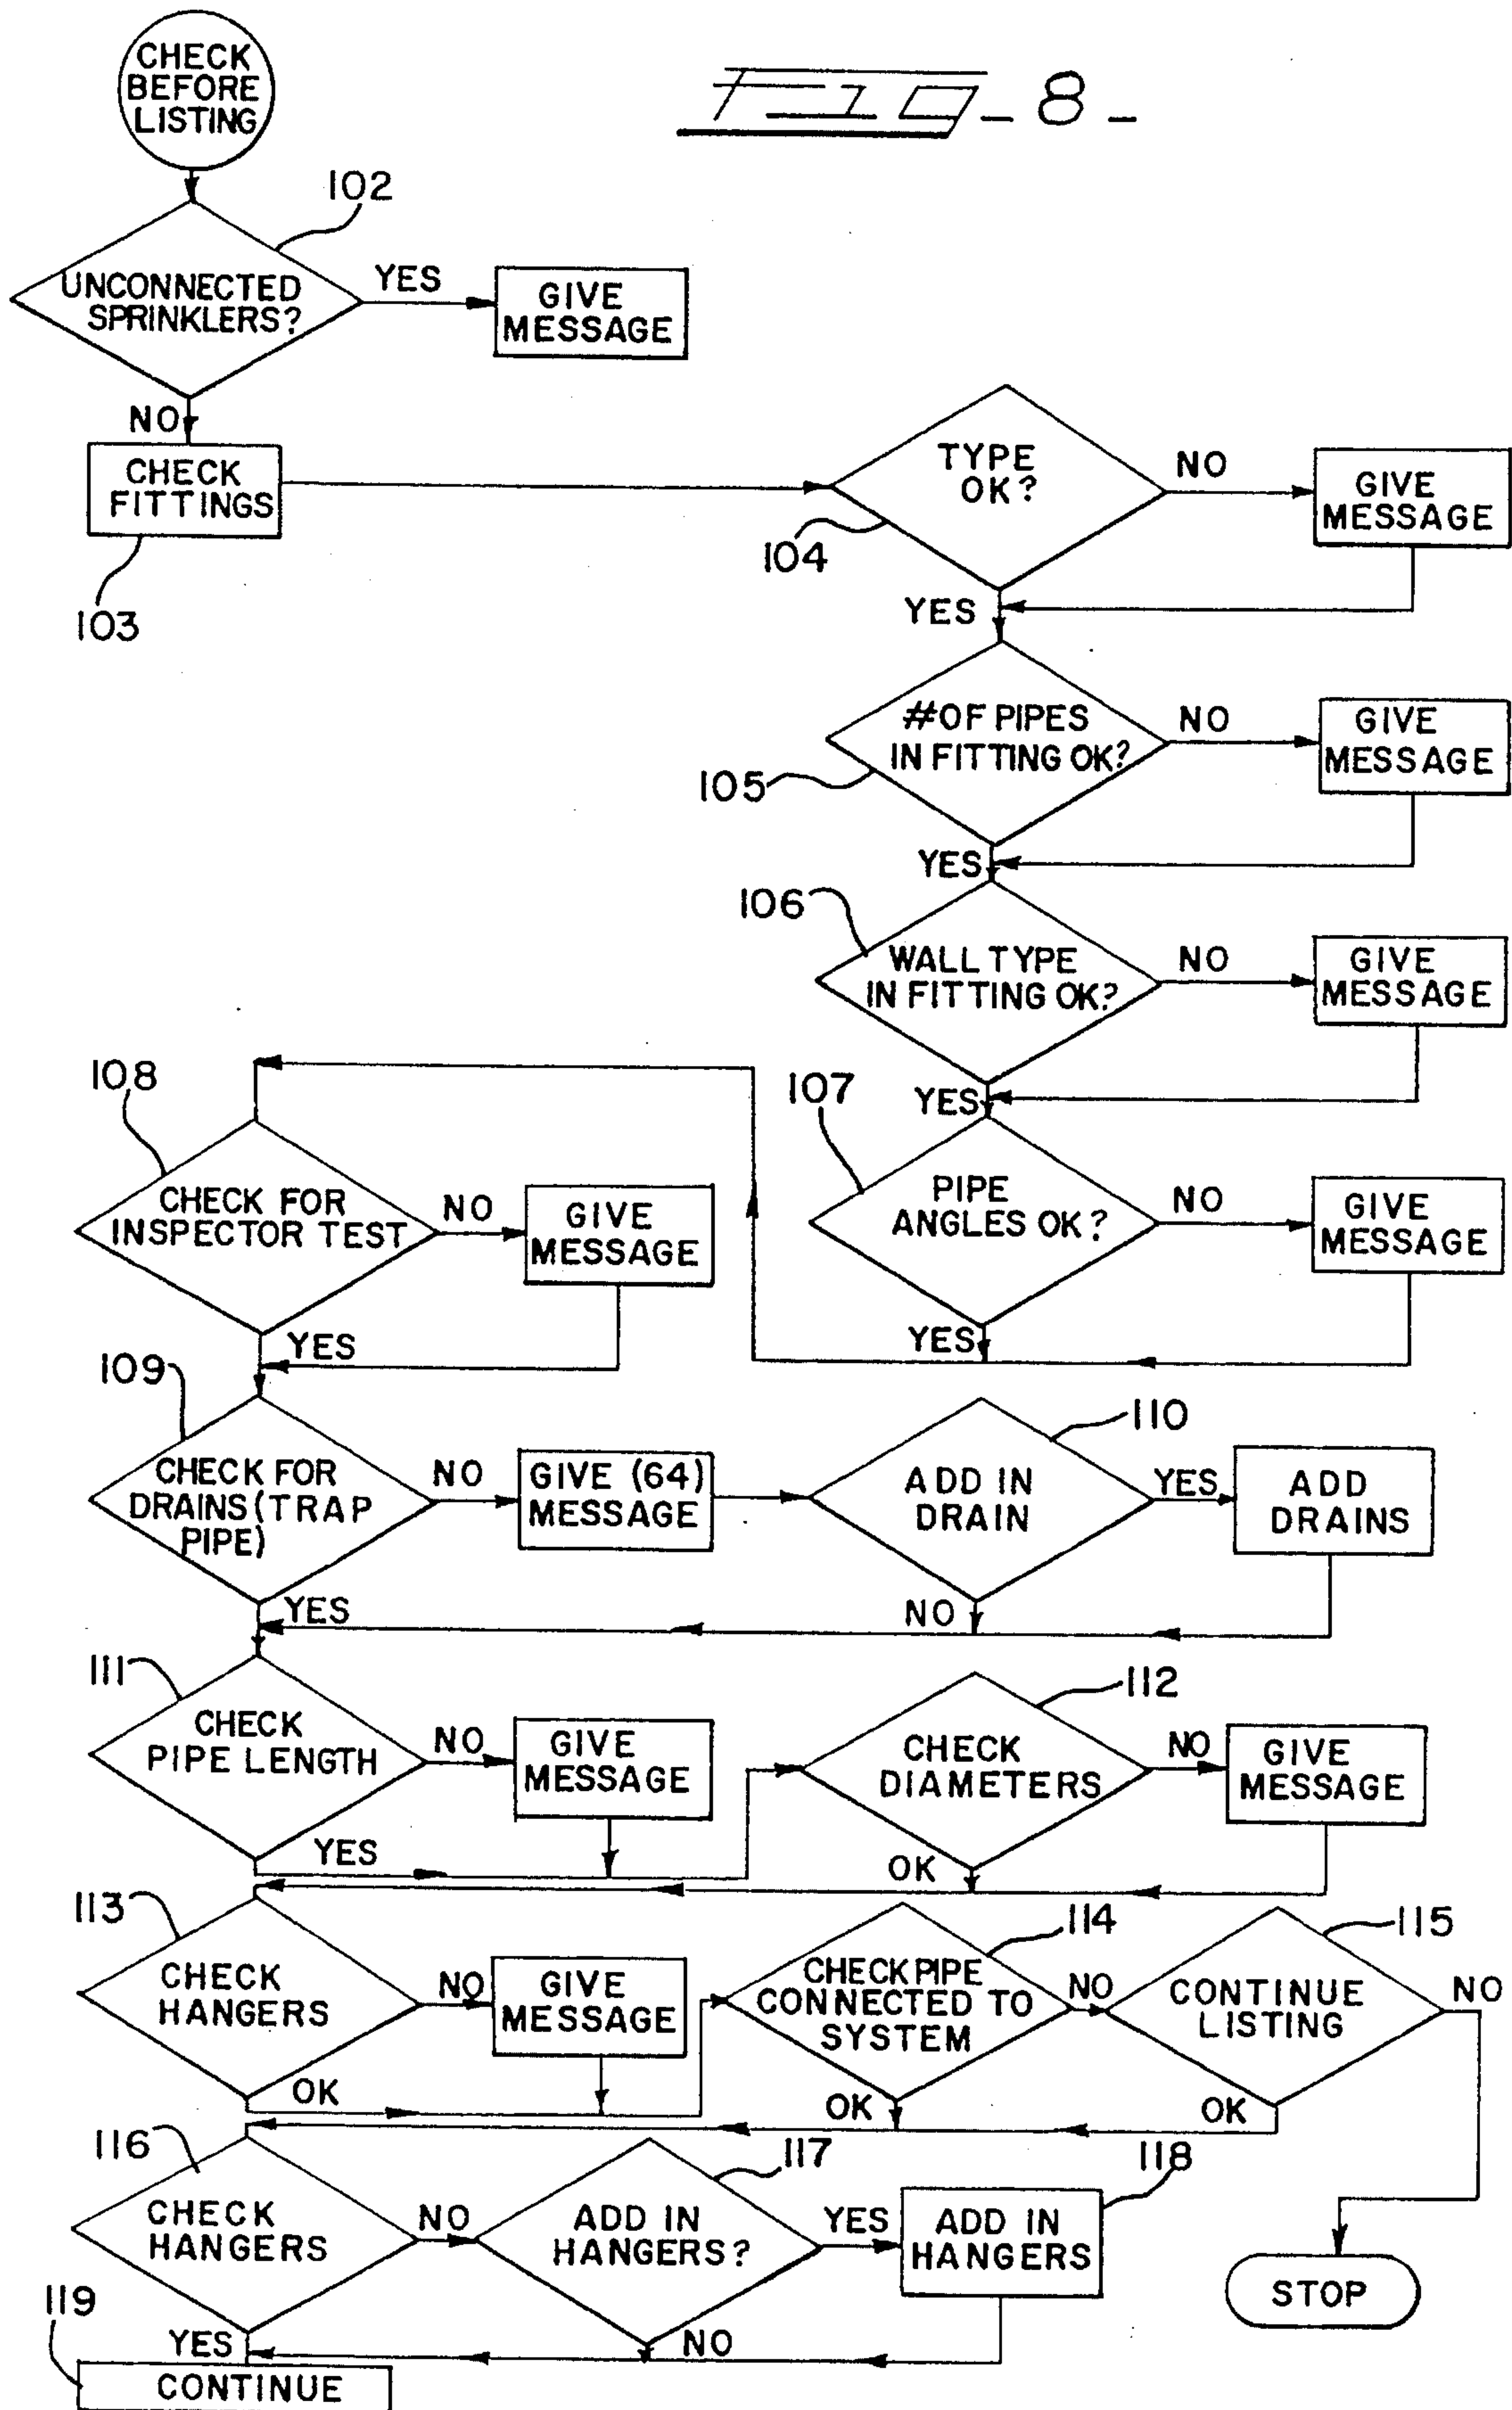 CHECK
BEFORE
LISTING
FIG-8-
102
UNCONNECTED
SPRINKLERS?
YES
GIVE
MESSAGE
NO
CHECK
FITTINGS
103
TYPE
OK?
104
NO
GIVE
MESSAGE
YES
#OF PIPES
IN FITTING OK?
105
NO
GIVE
MESSAGE
YES
106
WALL TYPE
IN FITTING OK?
NO
GIVE
MESSAGE
YES
107
PIPE
ANGLES OK?
NO
GIVE
MESSAGE
YES
108
CHECK FOR
INSPECTOR TEST
NO
GIVE
MESSAGE
YES
109
CHECK FOR
DRAINS (TRAP
PIPE)
NO
GIVE (64)
MESSAGE
110
ADD IN
DRAIN
YES
ADD
DRAINS
NO
YES
111
CHECK
PIPE LENGTH
NO
GIVE
MESSAGE
YES
112
CHECK
DIAMETERS
NO
GIVE
MESSAGE
OK
113
CHECK
HANGERS
NO
GIVE
MESSAGE
OK
114
CHECK PIPE
CONNECTED TO
SYSTEM
NO
OK
115
CONTINUE
LISTING
NO
OK
STOP
116
CHECK
HANGERS
NO
117
ADD IN
HANGERS?
YES
118
ADD IN
HANGERS
NO
YES
119
CONTINUE